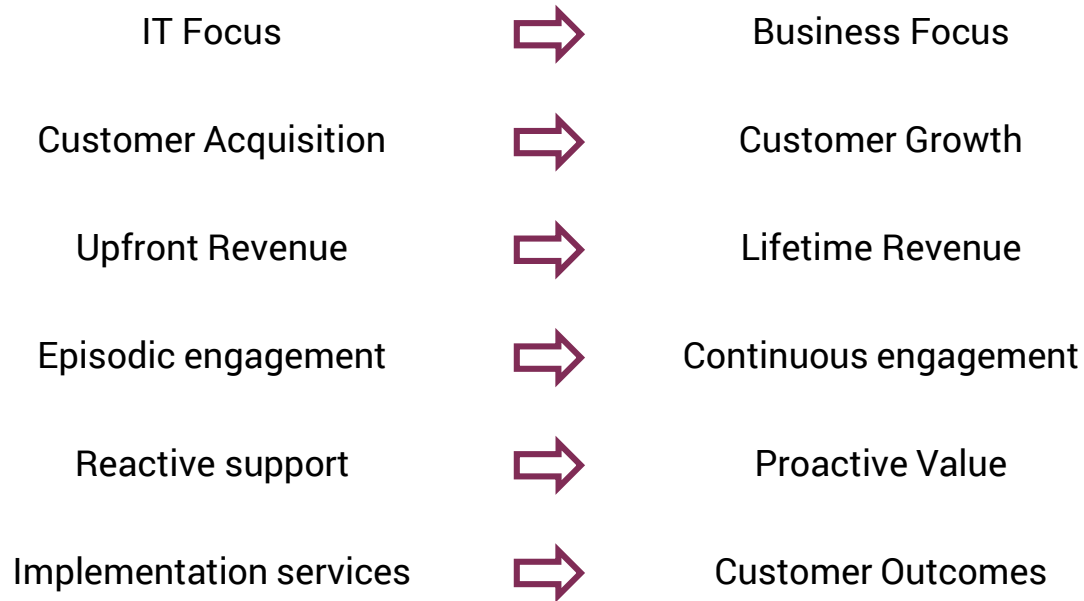 IT Focus Business Focus
Customer Acquisition Customer Growth
Upfront Revenue Lifetime Revenue
Episodic engagement Continuous engagement
Reactive support Proactive Value
Implementation services Customer Outcomes